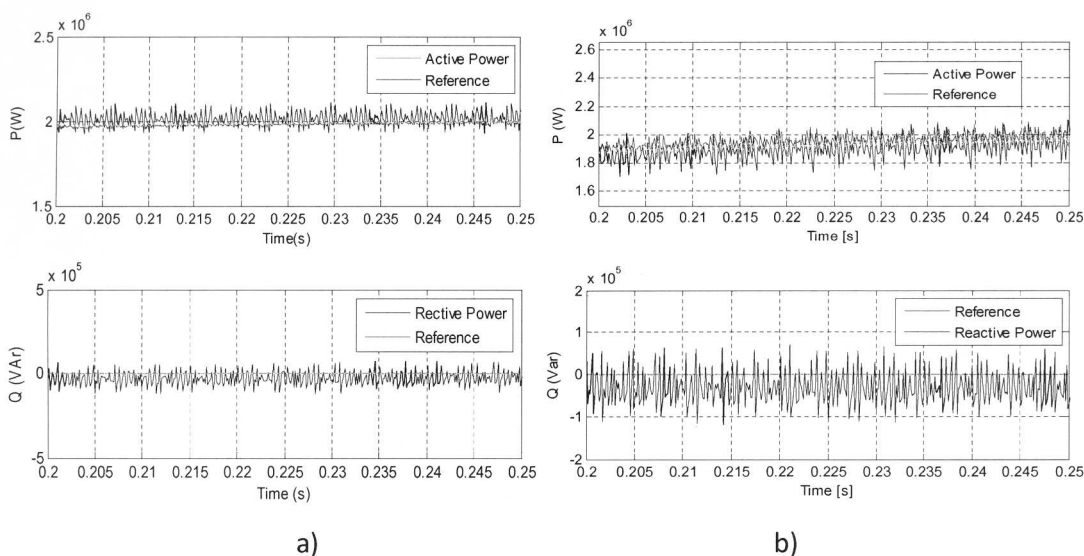 x 10^6
2.5
2
1.5
P(W)
Active Power
Reference
0.2 0.205 0.21 0.215 0.22 0.225 0.23 0.235 0.24 0.245 0.25
Time(s)
x 10^5
5
0
-5
Q (VAr)
Rective Power
Reference
0.2 0.205 0.21 0.215 0.22 0.225 0.23 0.235 0.24 0.245 0.25
Time (s)
a)
x 10^6
2.6
2.4
2.2
2
1.8
1.6
P (W)
Active Power
Reference
0.2 0.205 0.21 0.215 0.22 0.225 0.23 0.235 0.24 0.245 0.25
Time [s]
x 10^5
2
1
0
-1
-2
Q (Var)
Reference
Reactive Power
0.2 0.205 0.21 0.215 0.22 0.225 0.23 0.235 0.24 0.245 0.25
Time [s]
b)